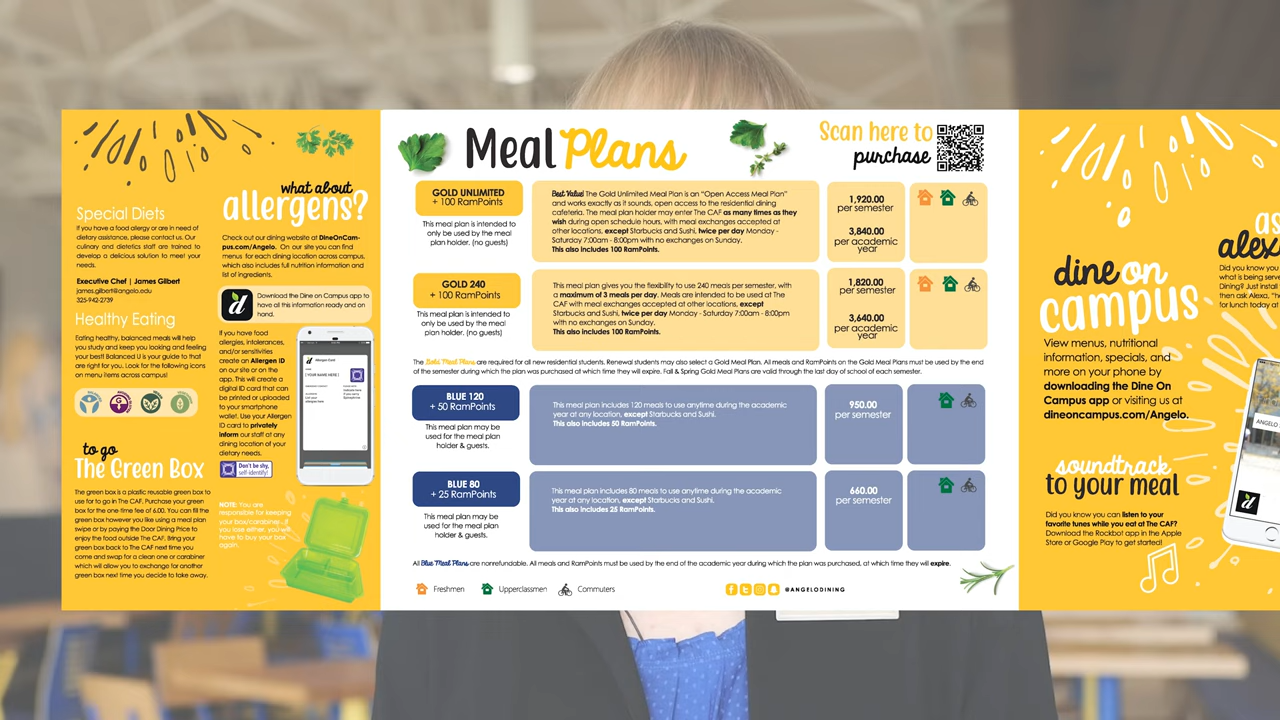 Special Diets
If you have a food allergy or are in need of
dietary assistance, please contact us. Our
culinary and dietetics staff are trained to
develop a delicious solution to meet your
needs.
Executive Chef | James Gilbert
james.gilbert@angelo.edu
325-942-2739
Healthy Eating
Eating healthy, balanced meals will help
you study and keep you looking and feeling
your best! Balanced U is your guide to that
are right for you. Look for the following icons
on menu items across campus!
to go
The Green Box
The green box is a plastic reusable green box to
use for to go in The CAF. Purchase your green
box for the one-time fee of 6.00. You can fill the
green box however you like using a meal plan
swipe or by paying the Door Dining Price to
enjoy the food outside The CAF. Bring your
green box back to The CAF next time you
come and swap for a clean one or carabiner
which will allow you to exchange for another
green box next time you decide to take away.
what about
allergens?
Check out our dining website at DineOnCam-
pus.com/Angelo. On our site you can find
menus for each dining location across campus,
which also includes full nutrition information and
list of ingredients.
d
Download the Dine on Campus app to
have all this information ready and on
hand.
If you have food
allergies, intolerances,
and/or sensitivities
create an Allergen ID
on our site or on the
app. This will create a
digital ID card that can
be printed or uploaded
to your smartphone
wallet. Use your Allergen
ID card to privately
inform our staff at any
dining location of your
dietary needs.
Don't be shy,
self-identify!
NOTE: You are
responsible for keeping
your box/carabiner. If
you lose either, you will
have to buy your box
again.
Meal Plans
Scan here to
purchase
GOLD UNLIMITED
+ 100 RamPoints
This meal plan is intended to
only be used by the meal
plan holder. (no guests)
Best Value! The Gold Unlimited Meal Plan is an "Open Access Meal Plan"
and works exactly as it sounds, open access to the residential dining
cafeteria. The meal plan holder may enter The CAF as many times as they
wish during open schedule hours, with meal exchanges accepted at
other locations, except Starbucks and Sushi, twice per day Monday -
Saturday 7:00am - 8:00pm with no exchanges on Sunday.
This also includes 100 RamPoints.
1,920.00
per semester
3,840.00
per academic
year
GOLD 240
+ 100 RamPoints
This meal plan is intended to
only be used by the meal
plan holder. (no guests)
This meal plan gives you the flexibility to use 240 meals per semester, with
a maximum of 3 meals per day. Meals are intended to be used at The
CAF with meal exchanges accepted at other locations, except
Starbucks and Sushi, twice per day Monday - Saturday 7:00am - 8:00pm
with no exchanges on Sunday.
This also includes 100 RamPoints.
1,820.00
per semester
3,640.00
per academic
year
The Gold Meal Plans are required for all new residential students. Renewal students may also select a Gold Meal Plan. All meals and RamPoints on the Gold Meal Plans must be used by the end
of the semester during which the plan was purchased at which time they will expire. Fall & Spring Gold Meal Plans are valid through the last day of school of each semester.
BLUE 120
+ 50 RamPoints
This meal plan may be
used for the meal plan
holder & guests.
This meal plan includes 120 meals to use anytime during the academic
year at any location, except Starbucks and Sushi.
This also includes 50 RamPoints.
950.00
per semester
BLUE 80
+ 25 RamPoints
This meal plan may be
used for the meal plan
holder & guests.
This meal plan includes 80 meals to use anytime during the academic
year at any location, except Starbucks and Sushi.
This also includes 25 RamPoints.
660.00
per semester
All Blue Meal Plans are nonrefundable. All meals and RamPoints must be used by the end of the academic year during which the plan was purchased, at which time they will expire.
Freshmen
Upperclassmen
Commuters
@ANGELODINING
dine on
campus
View menus, nutritional
information, specials, and
more on your phone by
downloading the Dine On
Campus app or visiting us at
dineoncampus.com/Angelo.
soundtrack
to your meal
Did you know you can listen to your
favorite tunes while you eat at The CAF?
Download the Rockbot app in the Apple
Store or Google Play to get started!
as
alex
Did you know you
what is being serve
Dining? Just install
then ask Alexa, "h
for lunch today at
ANGELO
d